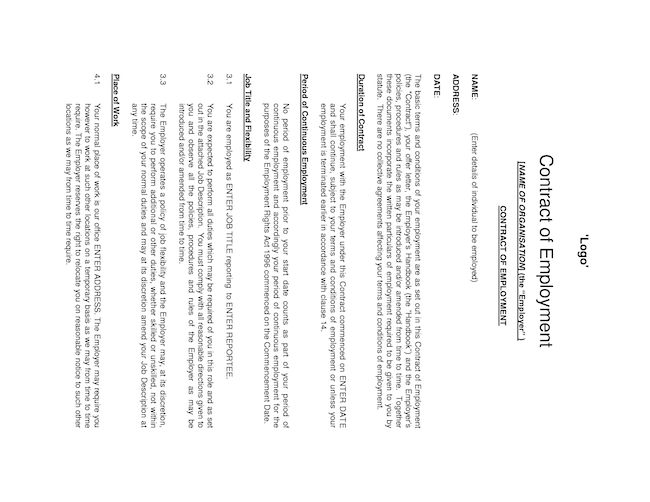 'Logo'
Contract of Employment
[NAME OF ORGANISATION] (the "Employer" )
CONTRACT OF EMPLOYMENT
NAME: (Enter details of individual to be employed)
ADDRESS:
DATE:
The basic terms and conditions of your employment are as set out in this Contract of Employment
(the "Contract"), your offer letter, the Employer's Handbook (the "Handbook") and the Employer's
policies, procedures and rules as may be introduced and/or amended from time to time. Together
these documents incorporate the written particulars of employment required to be given to you by
statute. There are no collective agreements affecting your terms and conditions of employment.
Duration of Contract
Your employment with the Employer under this Contract commenced on ENTER DATE
and shall continue, subject to your terms and conditions of employment or unless your
employment is terminated earlier in accordance with clause 14,
Period of Continuous Employment
No period of employment prior to your start date counts as part of your period of
continuous employment and accordingly your period of continuous employment for the
purposes of the Employment Rights Act 1996 commenced on the Commencement Date.
Job Title and Flexibility
3.1 You are employed as ENTER JOB TITLE reporting to ENTER REPORTEE.
3.2 You are expected to perform all duties which may be required of you in this role and as set
out in the attached Job Description. You must comply with all reasonable directions given to
you and observe all the policies, procedures and rules of the Employer as may be
introduced and/or amended from time to time.
3.3 The Employer operates a policy of job flexibility and the Employer may, at its discretion,
require you to perform additional or other duties, whether skilled or unskilled, not within
the scope of your normal duties and may at its discretion amend your Job Description at
any time.
Place of Work
4.1 Your normal place of work is our office ENTER ADDRESS. The Employer may require you
however to work at such other locations on a temporary basis as we may from time to time
require. The Employer reserves the right to relocate you on reasonable notice to such other
locations as we may from time to time require.